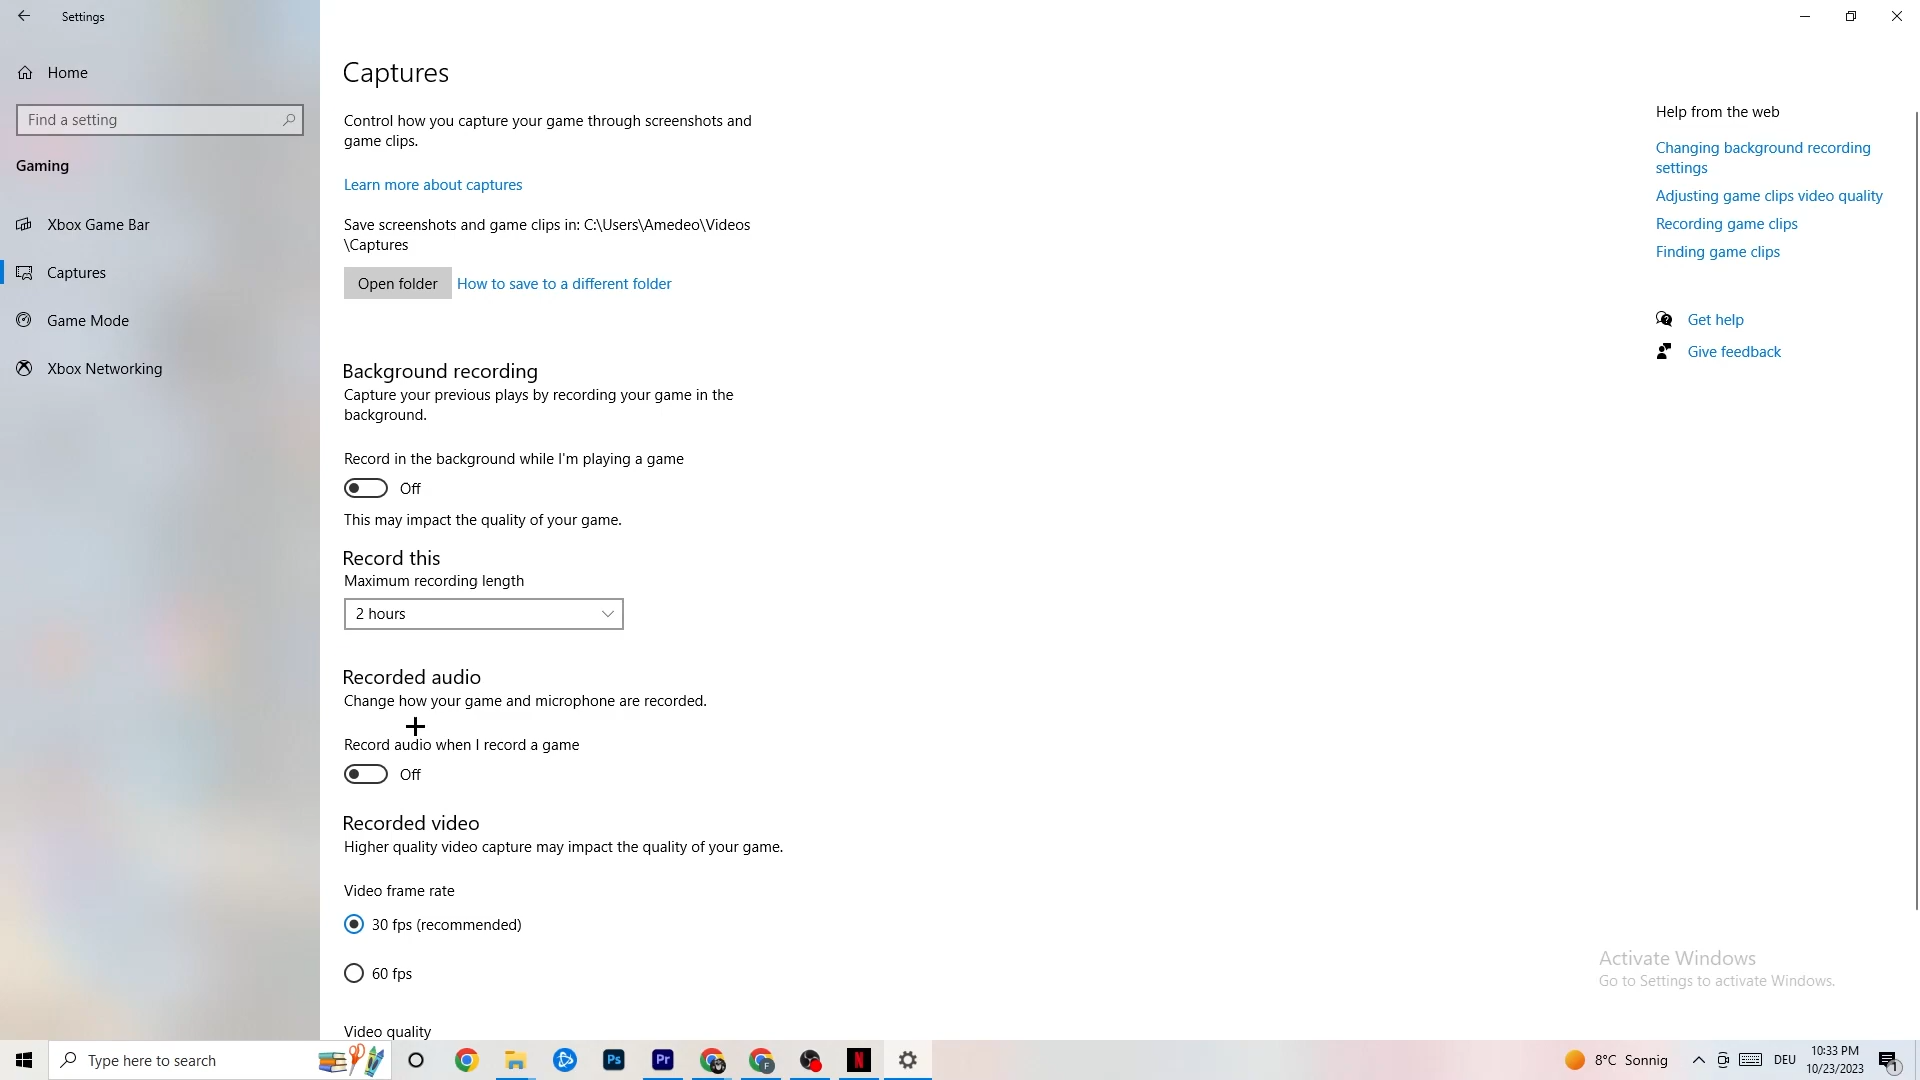 Settings
Home
Find a setting
Gaming
Xbox Game Bar
Captures
Game Mode
Xbox Networking
Captures
Control how you capture your game through screenshots and
game clips.
Learn more about captures
Save screenshots and game clips in: C:\Users\Amedeo\Videos
\Captures
Open folder How to save to a different folder
Background recording
Capture your previous plays by recording your game in the
background.
Record in the background while I'm playing a game
Off
This may impact the quality of your game.
Record this
Maximum recording length
2 hours
Recorded audio
Change how your game and microphone are recorded.
Record audio when I record a game
Off
Recorded video
Higher quality video capture may impact the quality of your game.
Video frame rate
30 fps (recommended)
60 fps
Video quality
Help from the web
Changing background recording
settings
Adjusting game clips video quality
Recording game clips
Finding game clips
Get help
Give feedback
Activate Windows
Go to Settings to activate Windows.
Type here to search
Ps
Pr
F
N
8°C Sonnig
DEU
10:33 PM
10/23/2023
1